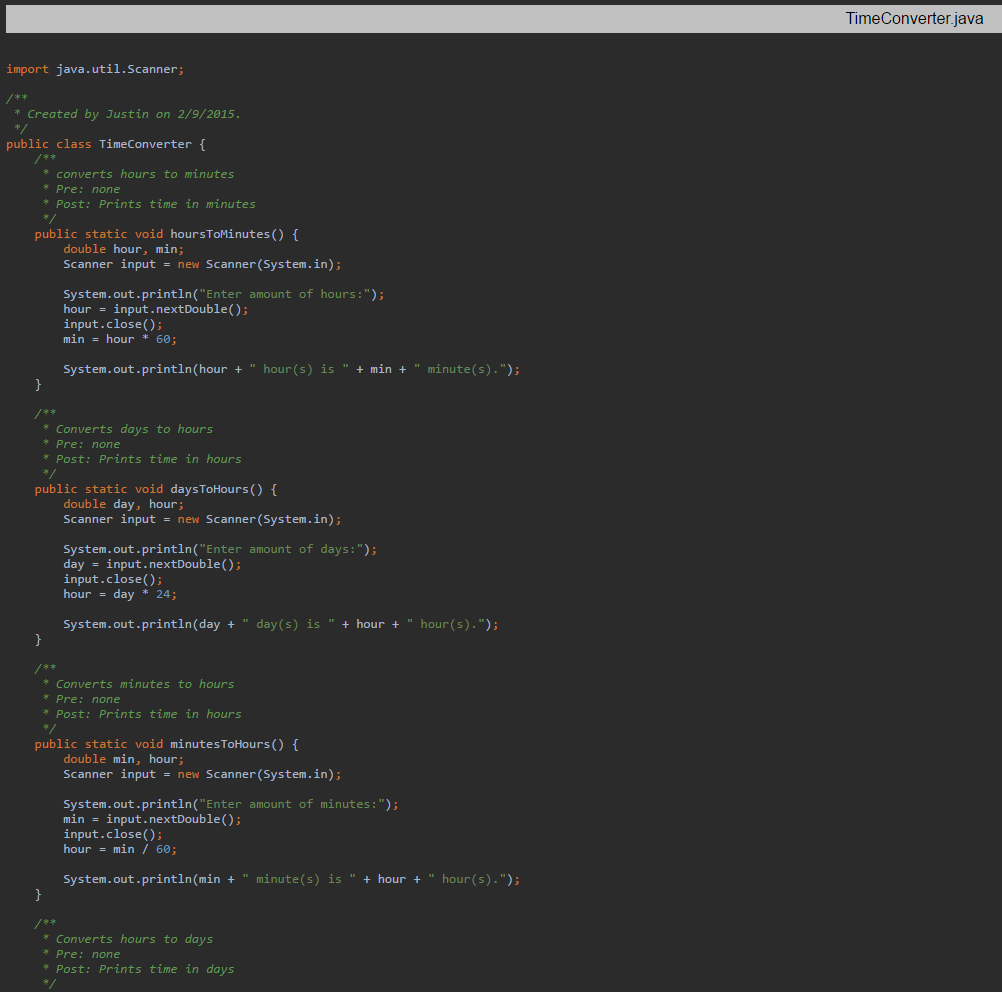 TimeConverter.java
import java.util.Scanner;
/**
 * Created by Justin on 2/9/2015.
 */
public class TimeConverter {
    /**
     * converts hours to minutes
     * Pre: none
     * Post: Prints time in minutes
     */
    public static void hoursToMinutes() {
        double hour, min;
        Scanner input = new Scanner(System.in);
        System.out.println("Enter amount of hours:");
        hour = input.nextDouble();
        input.close();
        min = hour * 60;
        System.out.println(hour + " hour(s) is " + min + " minute(s).");
    }
    /**
     * Converts days to hours
     * Pre: none
     * Post: Prints time in hours
     */
    public static void daysToHours() {
        double day, hour;
        Scanner input = new Scanner(System.in);
        System.out.println("Enter amount of days:");
        day = input.nextDouble();
        input.close();
        hour = day * 24;
        System.out.println(day + " day(s) is " + hour + " hour(s).");
    }
    /**
     * Converts minutes to hours
     * Pre: none
     * Post: Prints time in hours
     */
    public static void minutesToHours() {
        double min, hour;
        Scanner input = new Scanner(System.in);
        System.out.println("Enter amount of minutes:");
        min = input.nextDouble();
        input.close();
        hour = min / 60;
        System.out.println(min + " minute(s) is " + hour + " hour(s).");
    }
    /**
     * Converts hours to days
     * Pre: none
     * Post: Prints time in days
     */